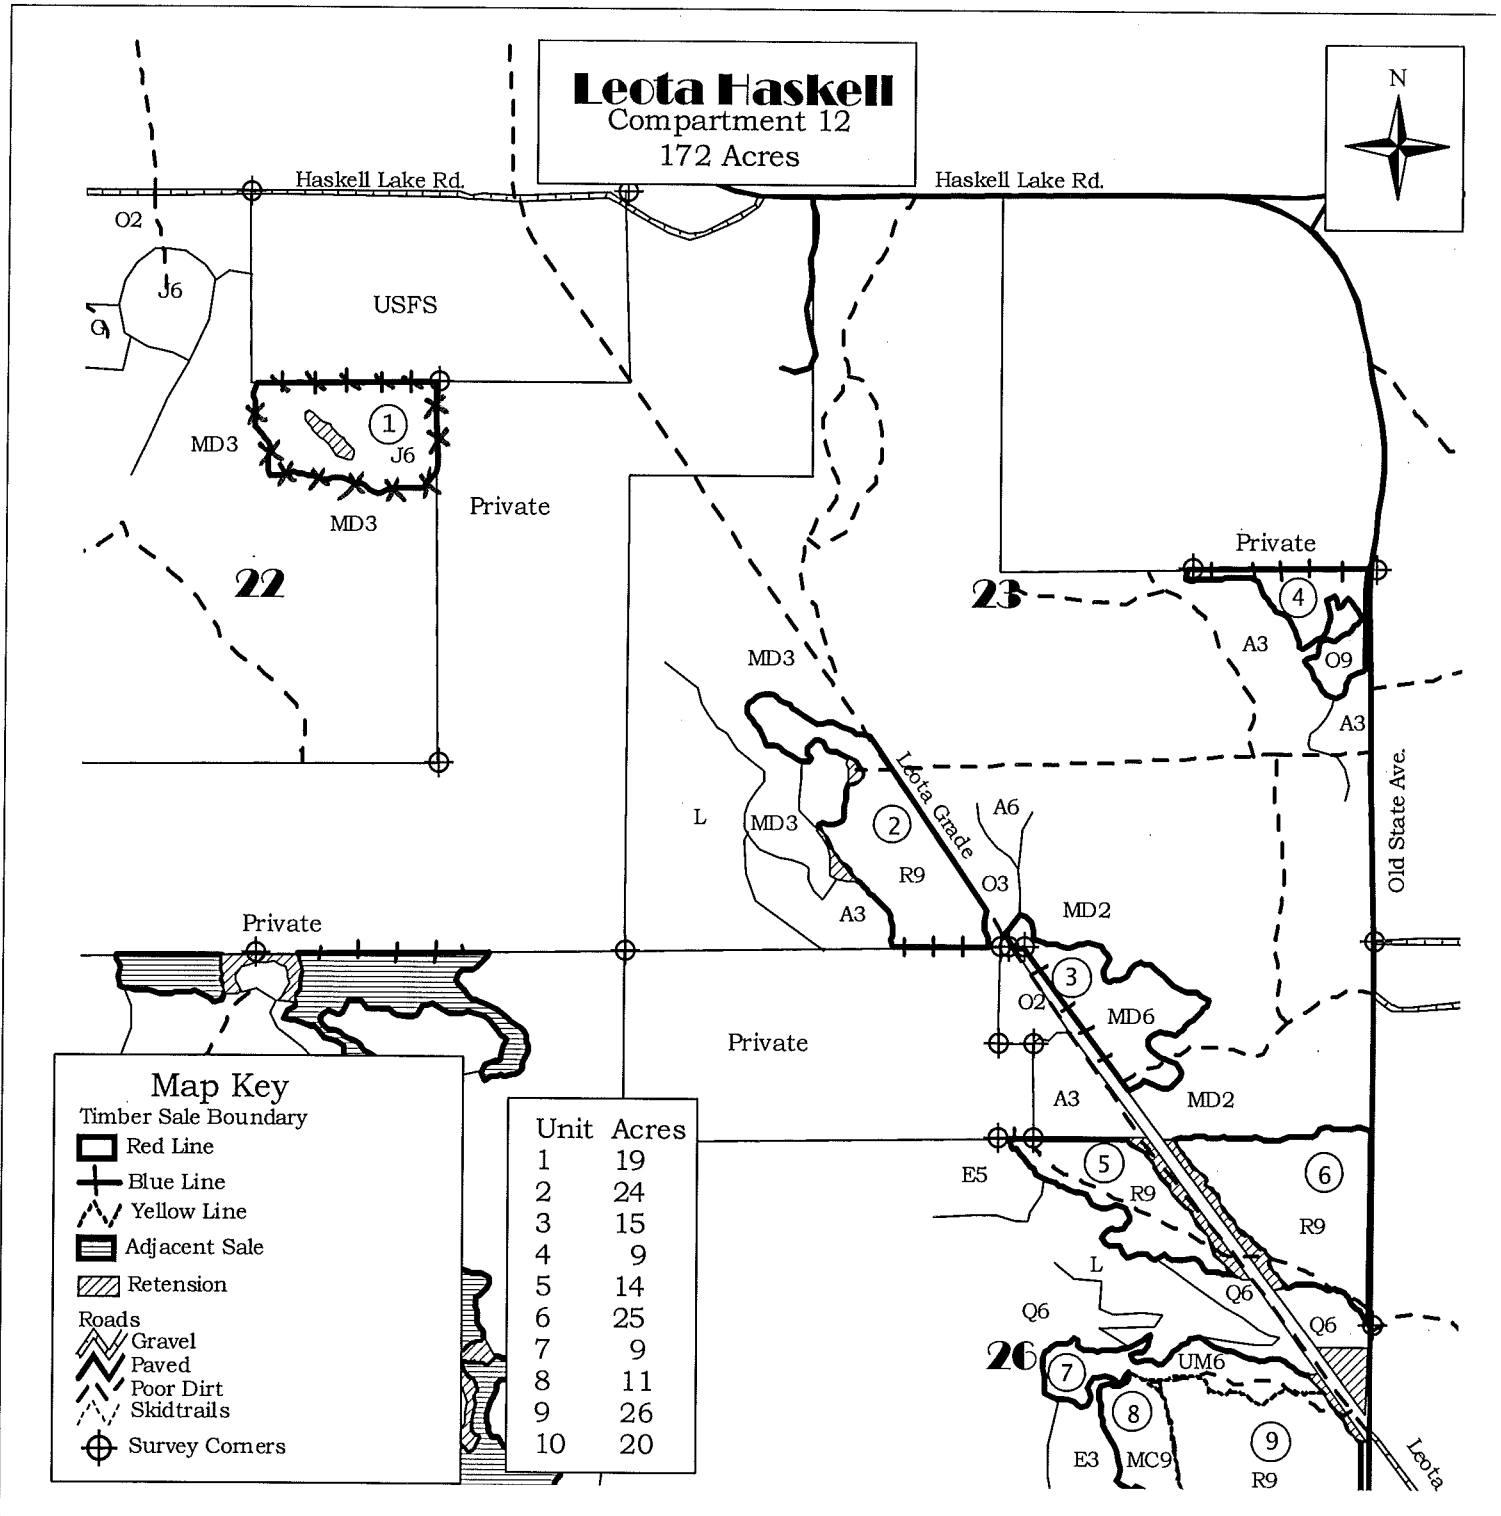 Leota Haskell
Compartment 12
172 Acres
N
Haskell Lake Rd.
Haskell Lake Rd.
O2
J6
G
USFS
1
J6
MD3
MD3
Private
22
Private
23
4
A3
O9
A3
MD3
Leota Grade
L
MD3
2
R9
A6
O3
A3
MD2
Old State Ave.
Private
3
O2
MD6
Private
A3
MD2
E5
5
R9
6
R9
L
Q6
Q6
Q6
26
7
UM6
8
9
E3
MC9
R9
Leota
Map Key
Timber Sale Boundary
Red Line
Blue Line
Yellow Line
Adjacent Sale
Retension
Roads
Gravel
Paved
Poor Dirt
Skidtrails
Survey Corners
Unit Acres
1 19
2 24
3 15
4 9
5 14
6 25
7 9
8 11
9 26
10 20